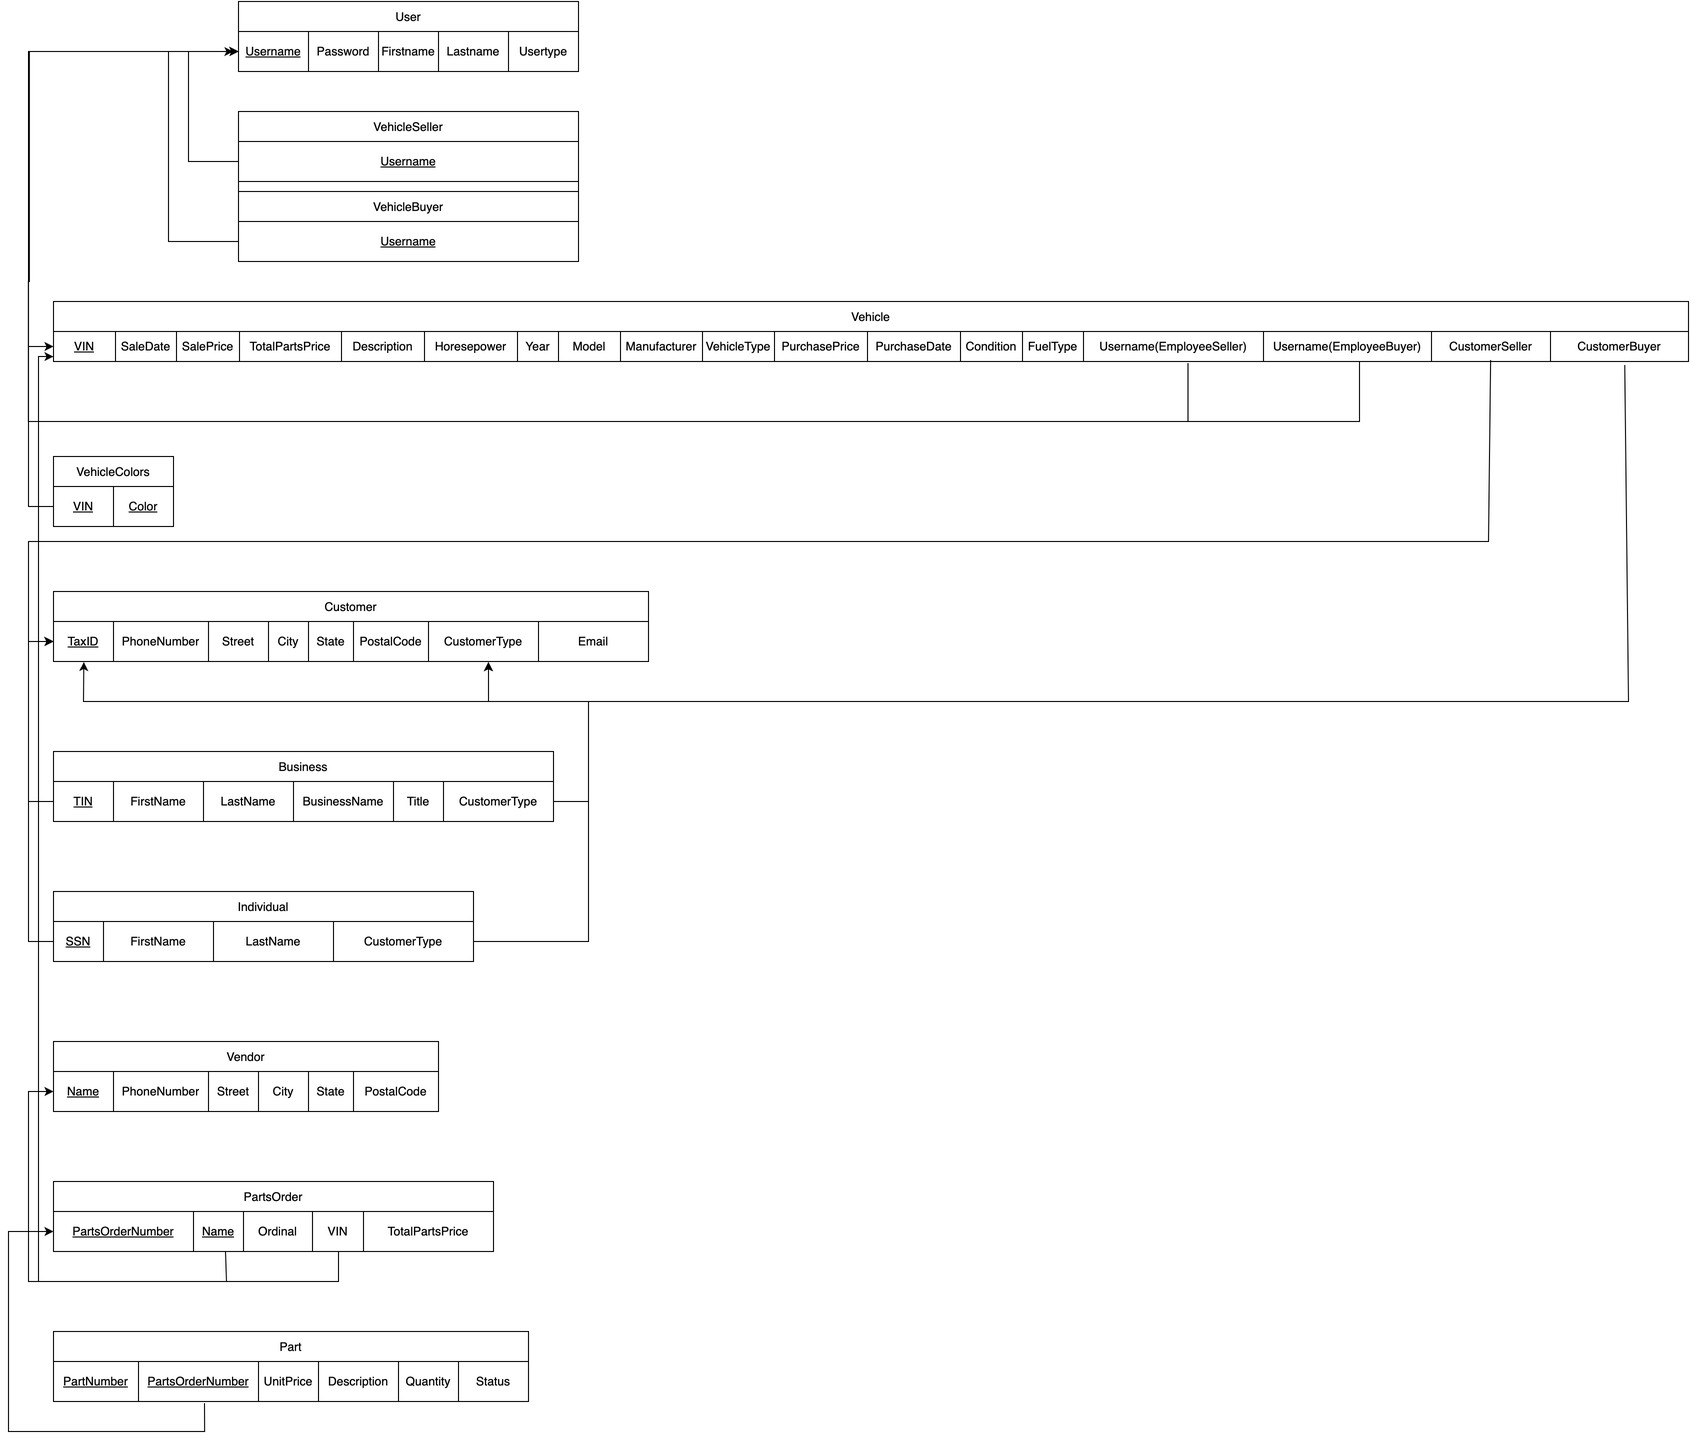 User
Username Password Firstname Lastname Usertype
VehicleSeller
Username
VehicleBuyer
Username
Vehicle
VIN SaleDate SalePrice TotalPartsPrice Description Horesepower Year Model Manufacturer VehicleType PurchasePrice PurchaseDate Condition FuelType Username(EmployeeSeller) Username(EmployeeBuyer) CustomerSeller CustomerBuyer
VehicleColors
VIN Color
Customer
TaxID PhoneNumber Street City State PostalCode CustomerType Email
Business
TIN FirstName LastName BusinessName Title CustomerType
Individual
SSN FirstName LastName CustomerType
Vendor
Name PhoneNumber Street City State PostalCode
PartsOrder
PartsOrderNumber Name Ordinal VIN TotalPartsPrice
Part
PartNumber PartsOrderNumber UnitPrice Description Quantity Status